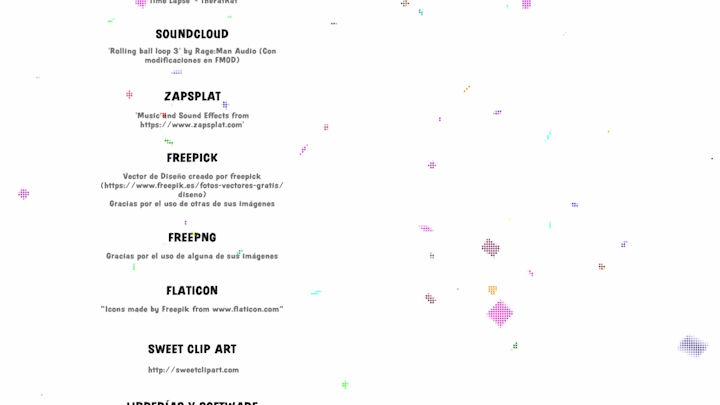 Time Lapse - TheFatRat
SOUNDCLOUD
'Rolling ball loop 3' by Rage:Man Audio (Con
modificaciones en FMOD)
ZAPSPLAT
'Music and Sound Effects from
https://www.zapsplat.com'
FREEPICK
Vector de Diseño creado por freepick
(https://www.freepik.es/fotos-vectores-gratis/
diseno)
Gracias por el uso de otras de sus imágenes
FREEPNG
Gracias por el uso de alguna de sus imágenes
FLATICON
"Icons made by Freepik from www.flaticon.com"
SWEET CLIP ART
http://sweetclipart.com
LIBRERÍAS Y SOFTWARE